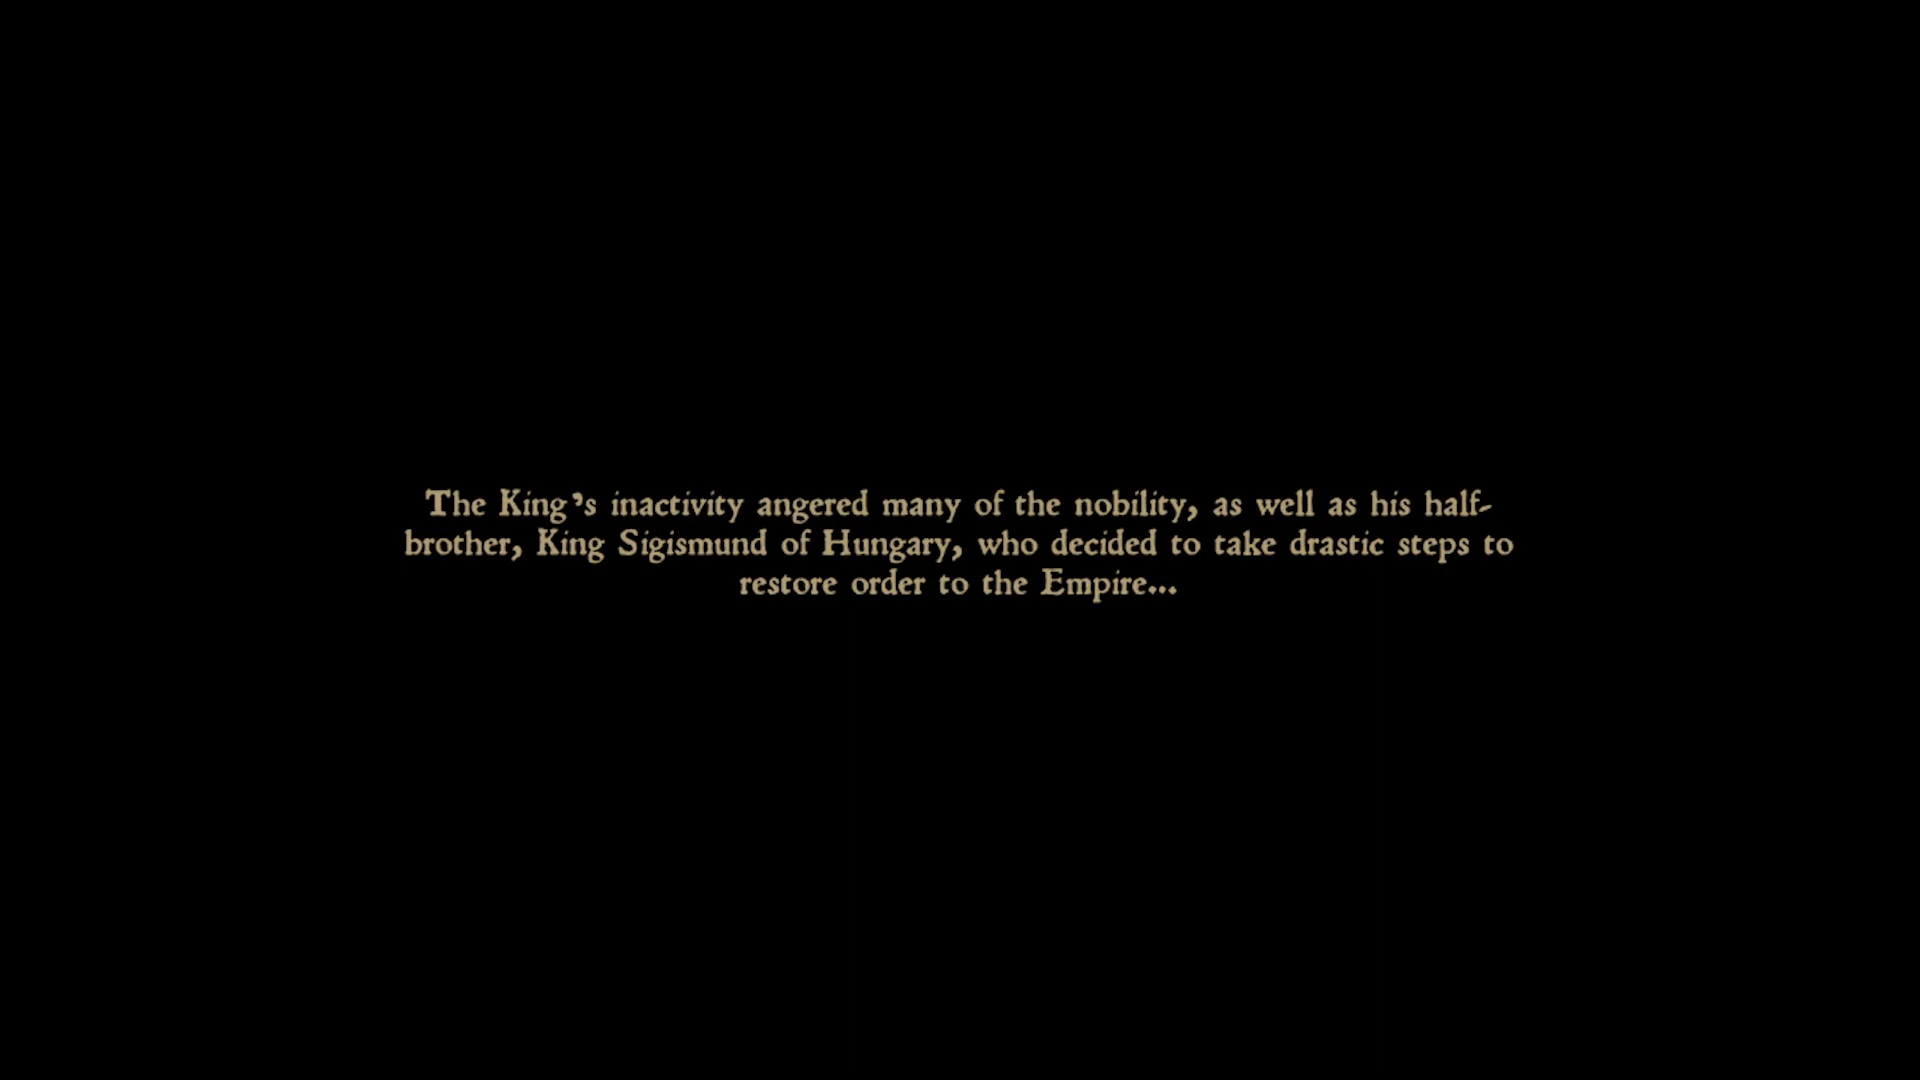 The King's inactivity angered many of the nobility, as well as his half-
brother, King Sigismund of Hungary, who decided to take drastic steps to
restore order to the Empire...